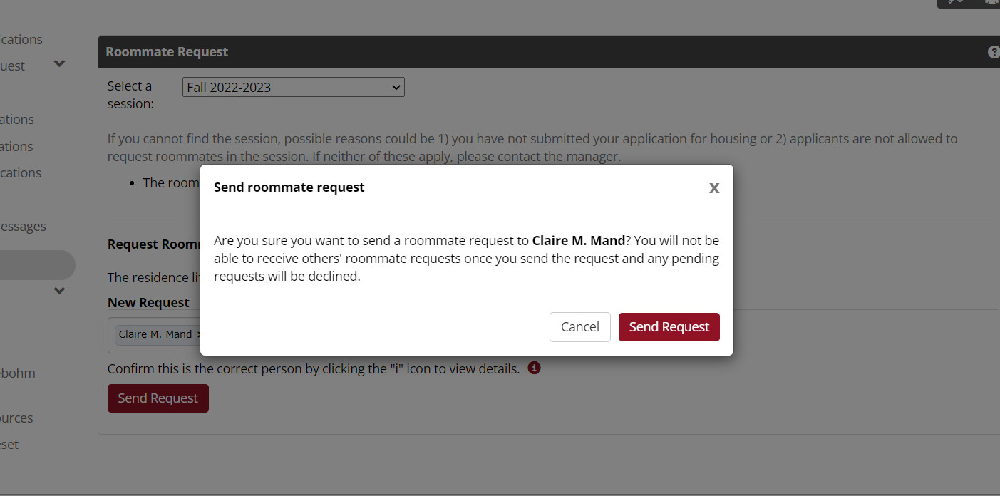 ications
uest
ations
ations
cations
essages
ebohm
ources
eset
Roommate Request
?
Select a
session:
Fall 2022-2023
If you cannot find the session, possible reasons could be 1) you have not submitted your application for housing or 2) applicants are not allowed to
request roommates in the session. If neither of these apply, please contact the manager.
• The room
Send roommate request
X
Are you sure you want to send a roommate request to Claire M. Mand? You will not be
able to receive others' roommate requests once you send the request and any pending
requests will be declined.
Cancel
Send Request
Request Room
The residence li
New Request
Claire M. Mand ×
Confirm this is the correct person by clicking the "i" icon to view details. i
Send Request